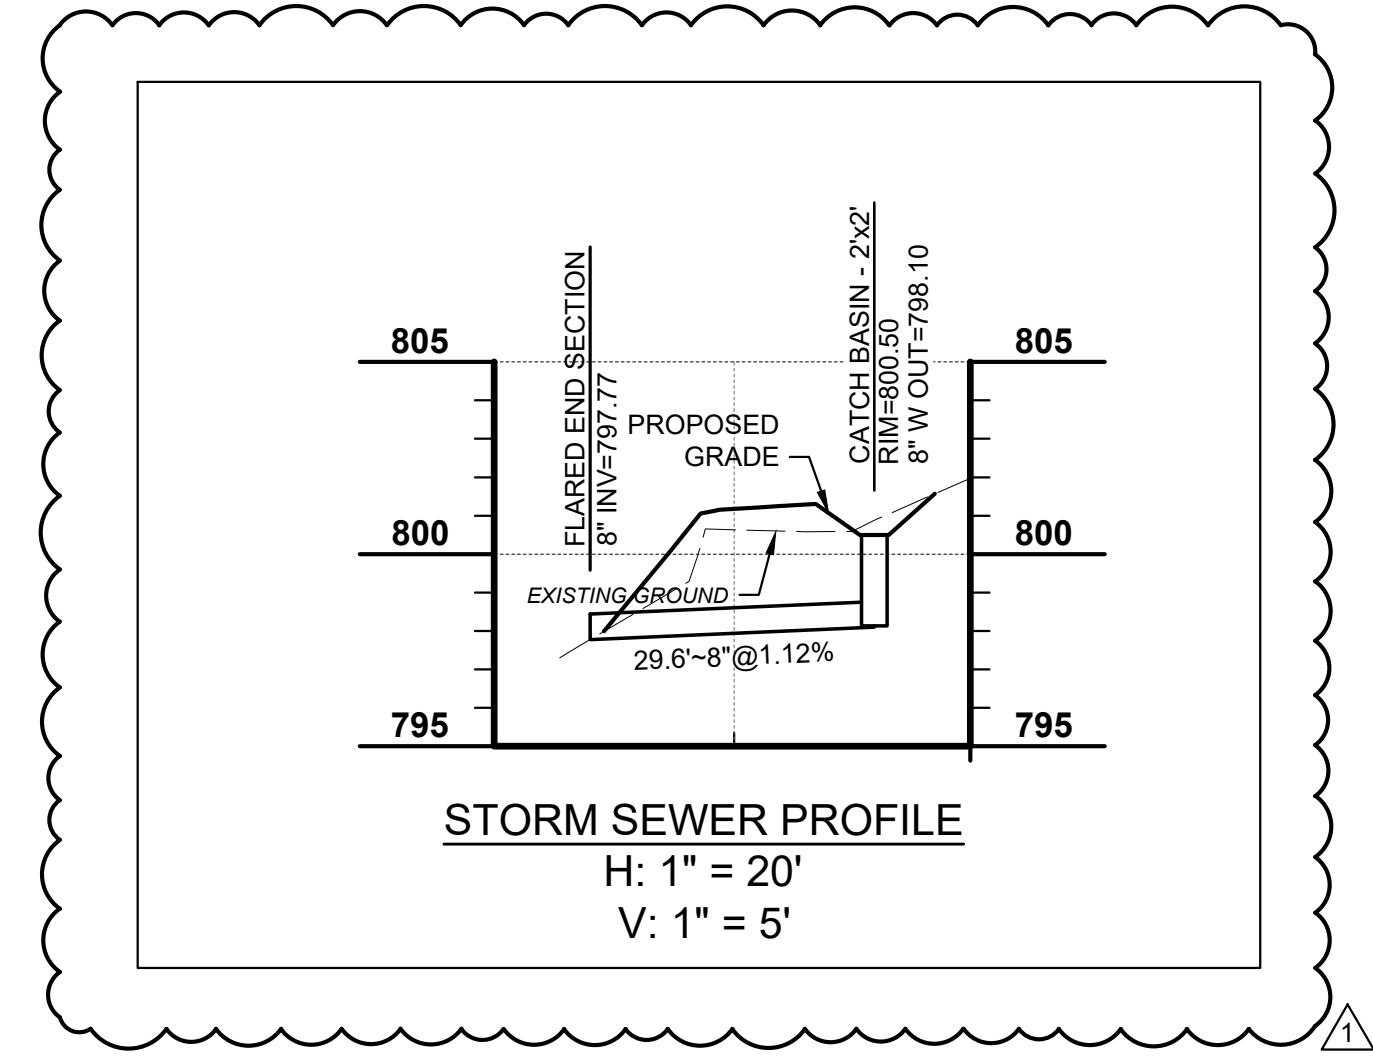 FLARED END SECTION
8" INV=797.77
CATCH BASIN - 2'x2'
RIM=800.50
8" W OUT=798.10
805
805
PROPOSED
GRADE
800
800
EXISTING GROUND
29.6'~8"@1.12%
795
795
STORM SEWER PROFILE
H: 1" = 20'
V: 1" = 5'
1